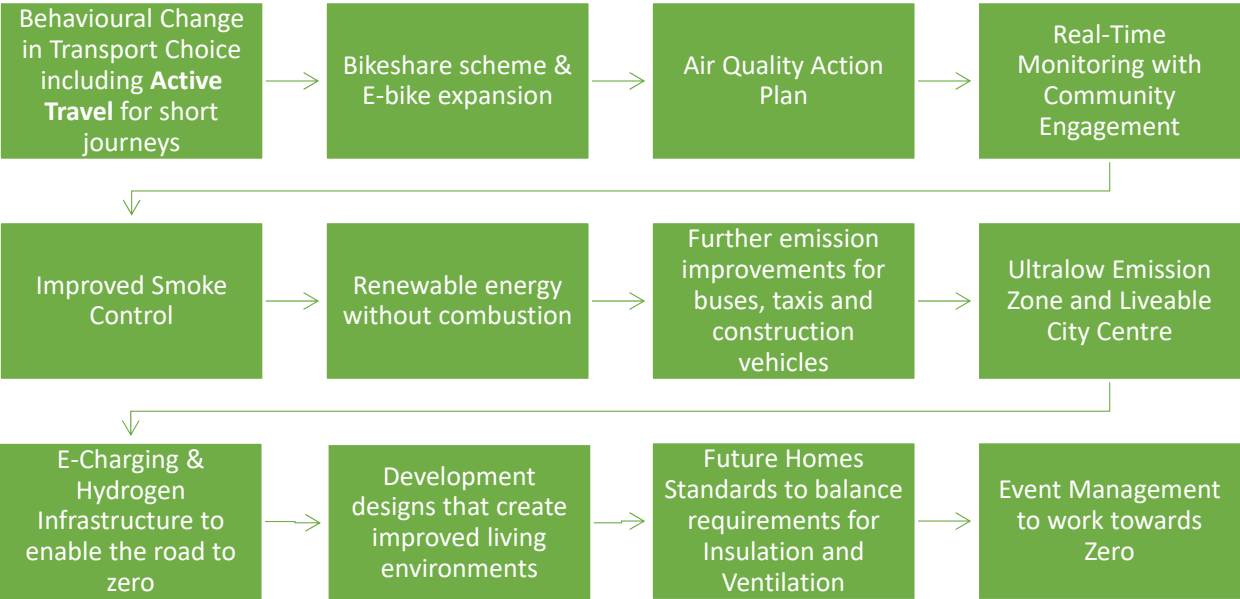 Behavioural Change
in Transport Choice
including Active
Travel for short
journeys
Bikeshare scheme &
E-bike expansion
Air Quality Action
Plan
Real-Time
Monitoring with
Community
Engagement
Improved Smoke
Control
Renewable energy
without combustion
Further emission
improvements for
buses, taxis and
construction
vehicles
Ultralow Emission
Zone and Liveable
City Centre
E-Charging &
Hydrogen
Infrastructure to
enable the road to
zero
Development
designs that create
improved living
environments
Future Homes
Standards to balance
requirements for
Insulation and
Ventilation
Event Management
to work towards
Zero